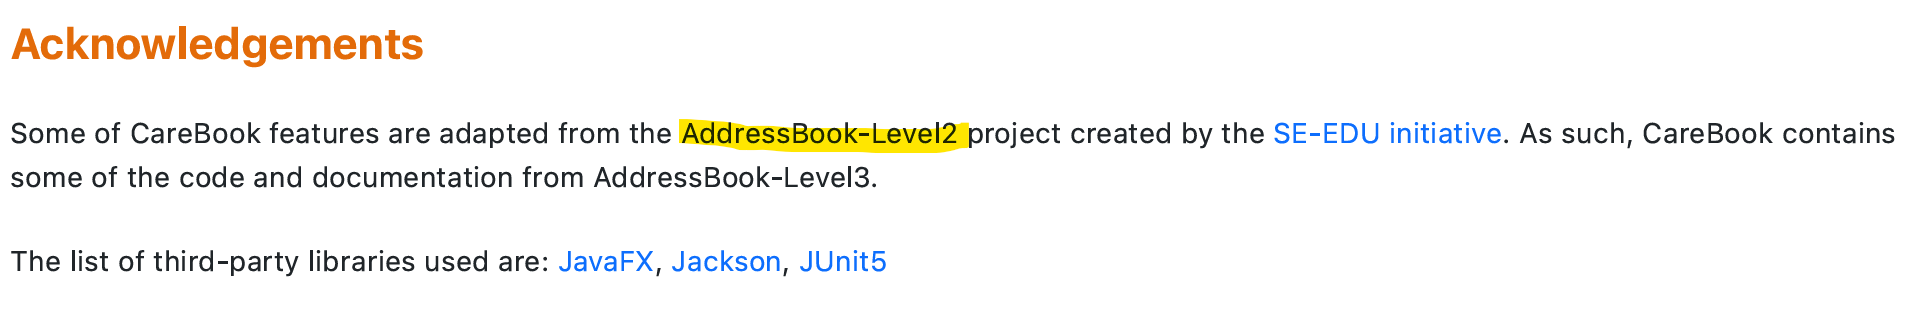 Acknowledgements
Some of CareBook features are adapted from the AddressBook-Level2 project created by the SE-EDU initiative. As such, CareBook contains
some of the code and documentation from AddressBook-Level3.
The list of third-party libraries used are: JavaFX, Jackson, JUnit5